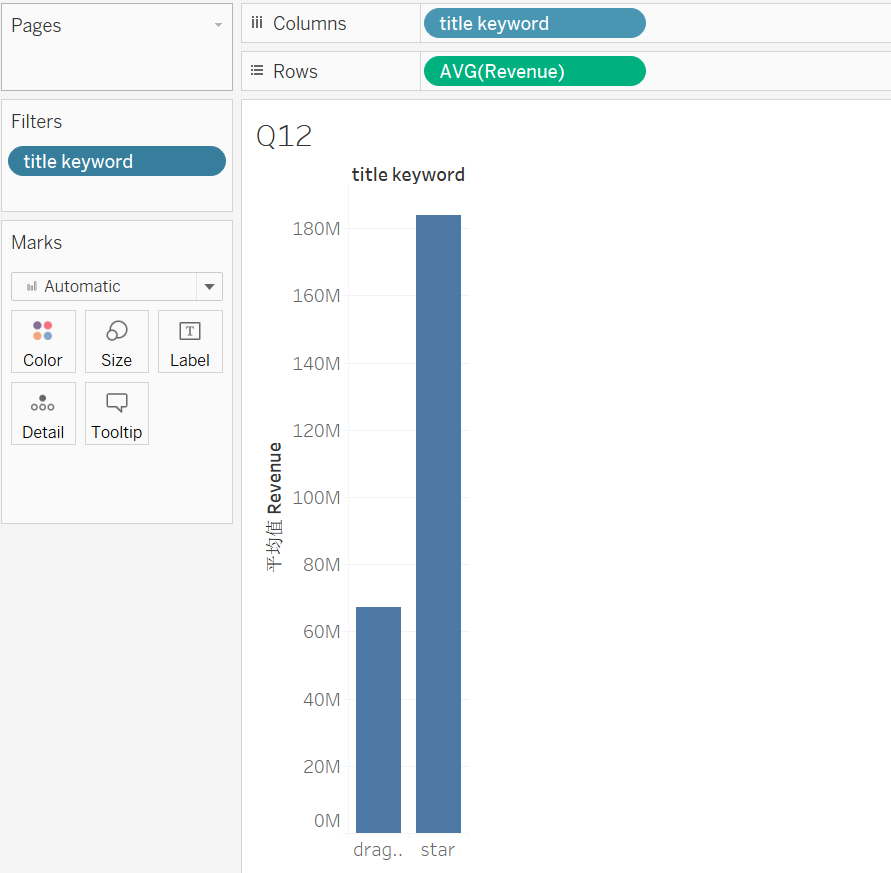 Pages
Columns
title keyword
Rows
AVG(Revenue)
Filters
title keyword
Marks
Automatic
Color
Size
T
Label
Detail
Tooltip
Q12
title keyword
平均值 Revenue
180M
160M
140M
120M
100M
80M
60M
40M
20M
0M
drag..
star